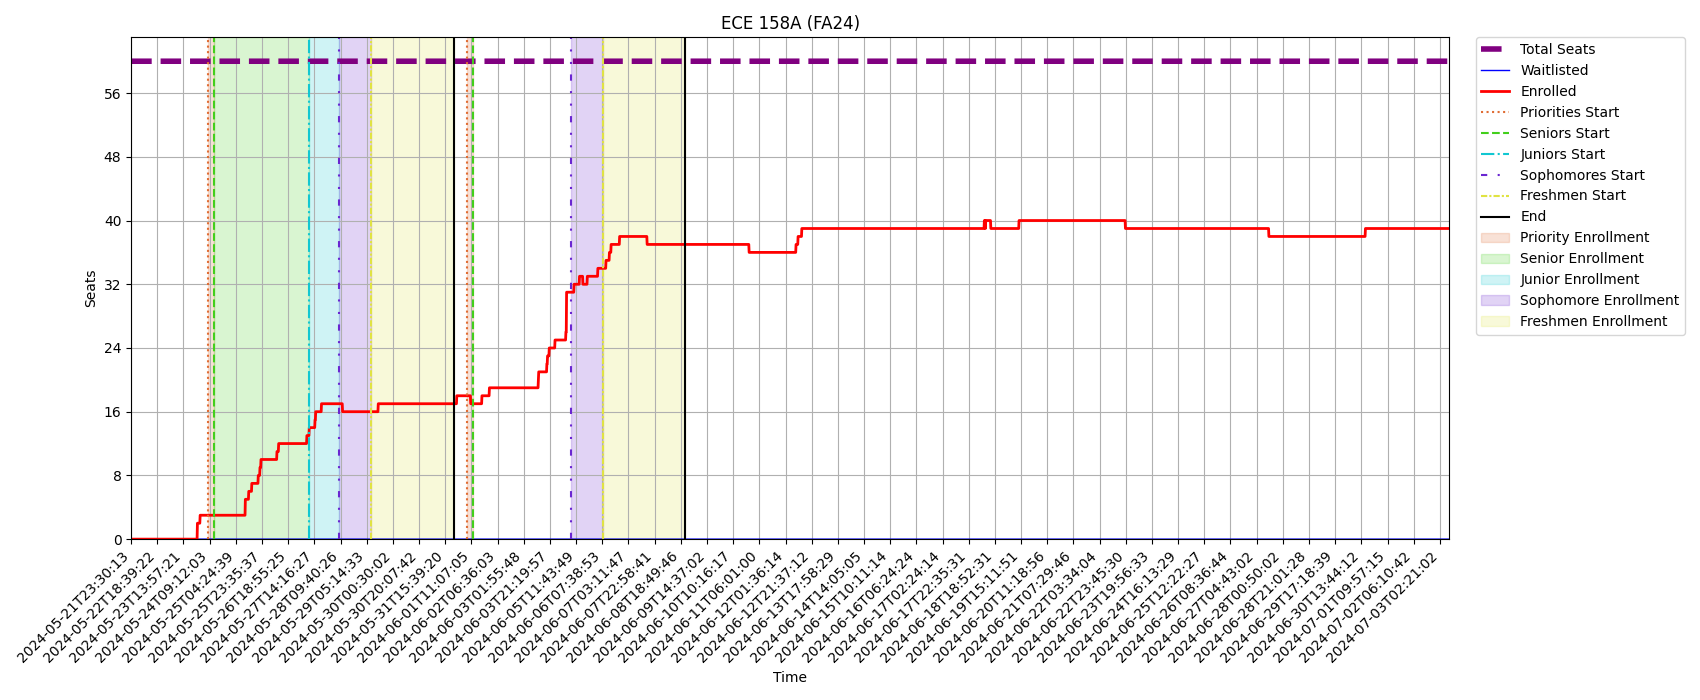 ECE 158A (FA24)
Total Seats
Waitlisted
Enrolled
Priorities Start
Seniors Start
Juniors Start
Sophomores Start
Freshmen Start
End
Priority Enrollment
Senior Enrollment
Junior Enrollment
Sophomore Enrollment
Freshmen Enrollment
Seats
56
48
40
32
24
16
8
0
2024-05-21T23:30:13
2024-05-22T18:39:22
2024-05-23T13:57:21
2024-05-24T09:12:03
2024-05-25T04:24:39
2024-05-25T23:35:37
2024-05-26T18:55:25
2024-05-27T14:16:27
2024-05-28T09:40:26
2024-05-29T05:14:33
2024-05-30T00:30:02
2024-05-30T20:07:42
2024-05-31T15:39:20
2024-06-01T11:07:05
2024-06-02T06:36:03
2024-06-03T01:55:48
2024-06-03T21:19:57
2024-06-05T11:43:49
2024-06-06T07:38:53
2024-06-07T03:11:47
2024-06-07T22:58:41
2024-06-08T18:49:46
2024-06-09T14:37:02
2024-06-10T10:16:17
2024-06-11T06:01:00
2024-06-12T01:36:14
2024-06-12T21:37:12
2024-06-13T17:58:29
2024-06-14T14:05:05
2024-06-15T10:11:14
2024-06-16T06:24:24
2024-06-17T02:24:14
2024-06-17T22:35:31
2024-06-18T18:52:31
2024-06-19T15:11:51
2024-06-20T11:18:56
2024-06-21T07:29:46
2024-06-22T03:34:04
2024-06-22T23:45:30
2024-06-23T19:56:33
2024-06-24T16:13:29
2024-06-25T12:22:27
2024-06-26T08:36:44
2024-06-27T04:43:02
2024-06-28T00:50:02
2024-06-28T21:01:28
2024-06-29T17:18:39
2024-06-30T13:44:12
2024-07-01T09:57:15
2024-07-02T06:10:42
2024-07-03T02:21:02
Time